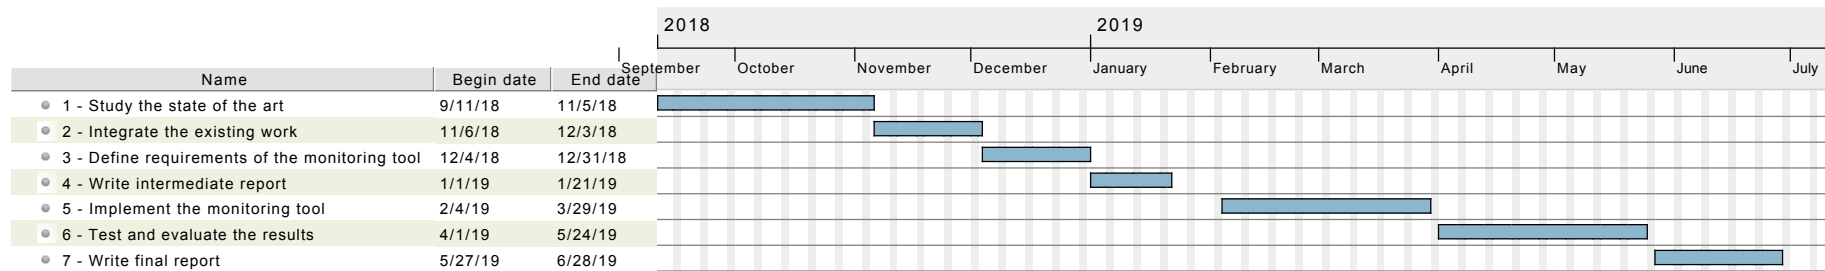 2018 2019
September October November December January February March April May June July
Name Begin date End date
1 - Study the state of the art 9/11/18 11/5/18
2 - Integrate the existing work 11/6/18 12/3/18
3 - Define requirements of the monitoring tool 12/4/18 12/31/18
4 - Write intermediate report 1/1/19 1/21/19
5 - Implement the monitoring tool 2/4/19 3/29/19
6 - Test and evaluate the results 4/1/19 5/24/19
7 - Write final report 5/27/19 6/28/19